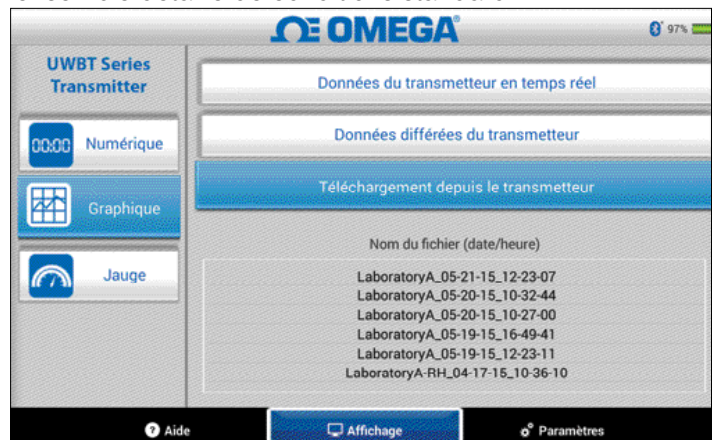 OMEGA®
97%
UWBT Series
Transmitter
00:00 Numérique
Graphique
Jauge
Données du transmetteur en temps réel
Données différées du transmetteur
Téléchargement depuis le transmetteur
Nom du fichier (date/heure)
LaboratoryA_05-21-15_12-23-07
LaboratoryA_05-20-15_10-32-44
LaboratoryA_05-20-15_10-27-00
LaboratoryA_05-19-15_16-49-41
LaboratoryA_05-19-15_12-23-11
LaboratoryA-RH_04-17-15_10-36-10
? Aide
Affichage
Paramètres